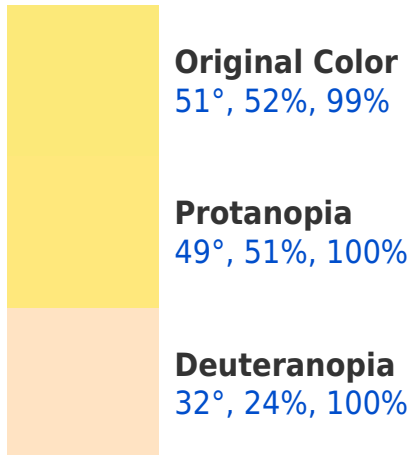 Original Color
51°, 52%, 99%
Protanopia
49°, 51%, 100%
Deuteranopia
32°, 24%, 100%